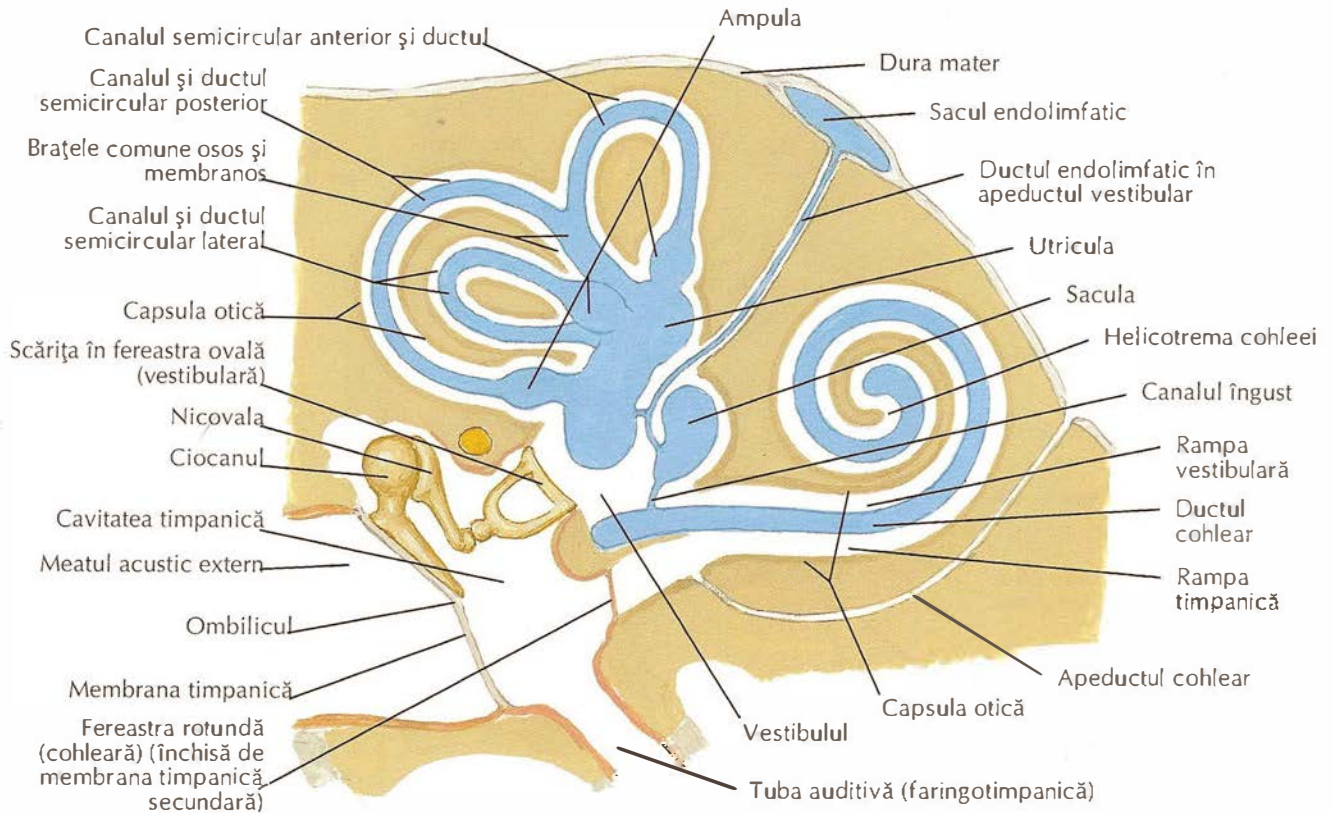 Ampula
Canalul semicircular anterior şi ductul
Canalul şi ductul
semicircular posterior
Braţele comune osos şi
membranos
Canalul şi ductul
semicircular lateral
Capsula otică
Scăriţa în fereastra ovală
(vestibulară)
Nicovala
Ciocanul
Cavitatea timpanică
Meatul acustic extern
Ombilicul
Membrana timpanică
Fereastra rotundă
(cohleară) (închisă de
membrana timpanică
secundară)
Dura mater
Sacul endolimfatic
Ductul endolimfatic în
apeductul vestibular
Utricula
Sacula
Helicotrema cohleei
Canalul îngust
Rampa
vestibulară
Ductul
cohlear
Rampa
timpanică
Apeductul cohlear
Capsula otică
Vestibulul
Tuba auditivă (faringotimpanică)